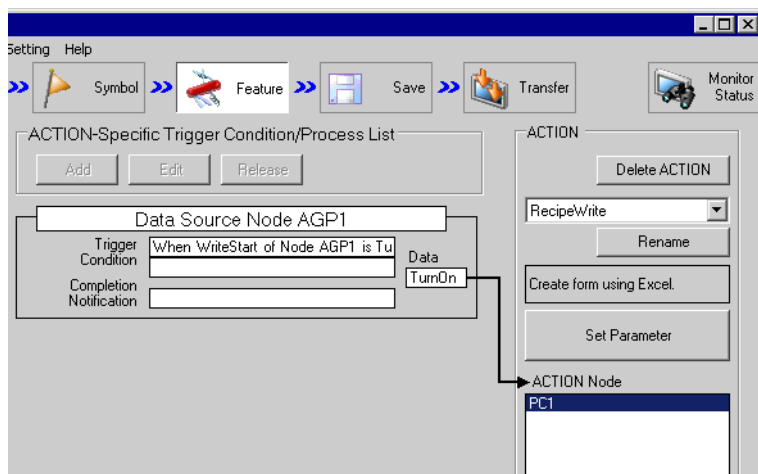 Setting Help
Symbol Feature Save Transfer Monitor Status
ACTION-Specific Trigger Condition/Process List
Add Edit Release
Data Source Node AGP1
Trigger Condition
When WriteStart of Node AGP1 is Tu
Data
TurnOn
Completion Notification
ACTION
Delete ACTION
RecipeWrite
Rename
Create form using Excel.
Set Parameter
ACTION Node
PC1